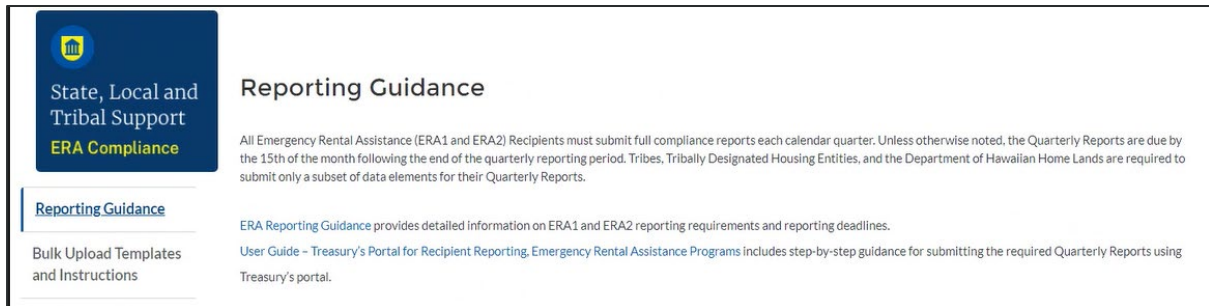 State, Local and
Tribal Support
ERA Compliance
Reporting Guidance
Bulk Upload Templates
and Instructions
Reporting Guidance
All Emergency Rental Assistance (ERA1 and ERA2) Recipients must submit full compliance reports each calendar quarter. Unless otherwise noted, the Quarterly Reports are due by
the 15th of the month following the end of the quarterly reporting period. Tribes, Tribally Designated Housing Entities, and the Department of Hawaiian Home Lands are required to
submit only a subset of data elements for their Quarterly Reports.
ERA Reporting Guidance provides detailed information on ERA1 and ERA2 reporting requirements and reporting deadlines.
User Guide – Treasury's Portal for Recipient Reporting, Emergency Rental Assistance Programs includes step-by-step guidance for submitting the required Quarterly Reports using
Treasury's portal.